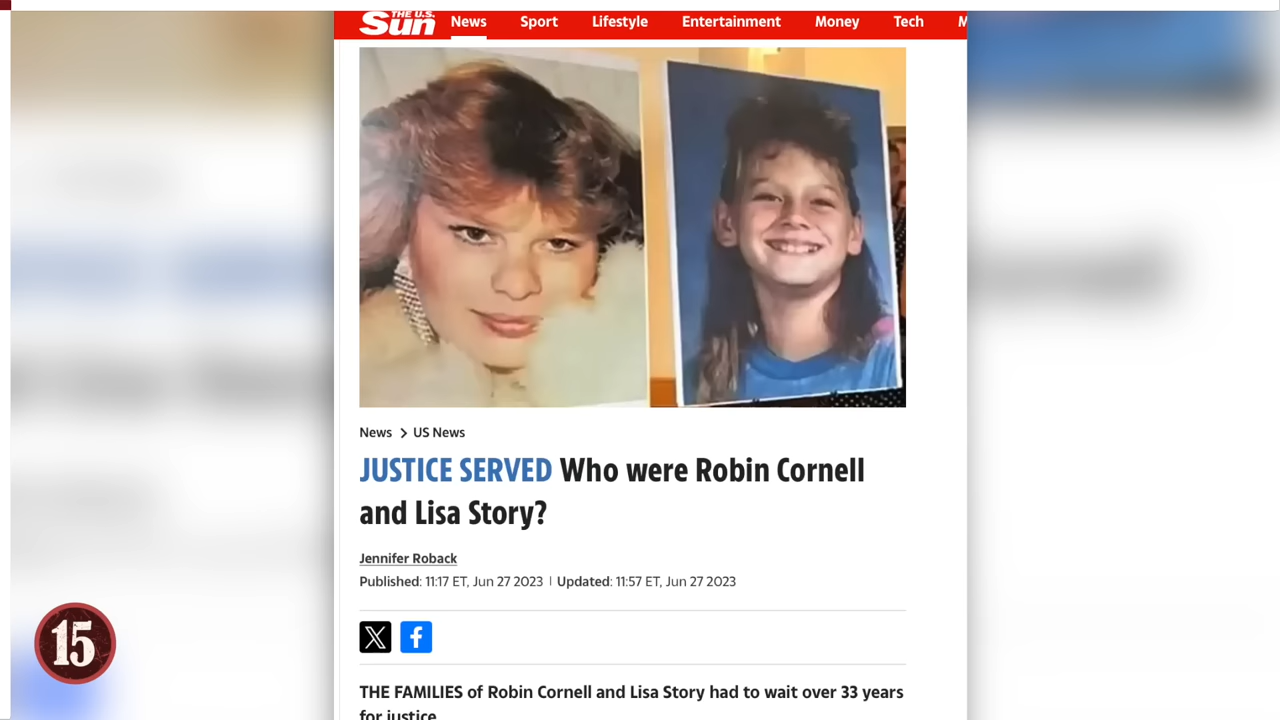 THE U.S.
Sun
News Sport Lifestyle Entertainment Money Tech M
News > US News
JUSTICE SERVED Who were Robin Cornell
and Lisa Story?
Jennifer Roback
Published: 11:17 ET, Jun 27 2023 | Updated: 11:57 ET, Jun 27 2023
15
THE FAMILIES of Robin Cornell and Lisa Story had to wait over 33 years
for justice